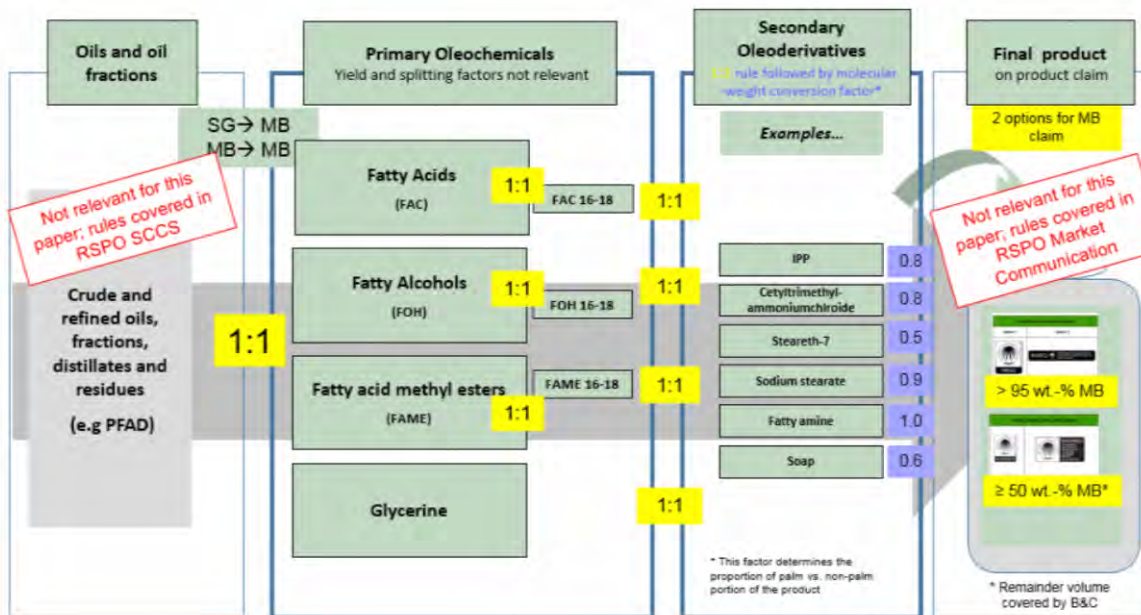 Oils and oil
fractions
Primary Oleochemicals
Yield and splitting factors not relevant
Secondary
Oleoderivatives
1:1 rule followed by molecular
weight conversion factor*
Final product
on product claim
SG→ MB
MB→ MB
Examples...
2 options for MB
claim
Not relevant for this
paper; rules covered in
RSPO SCCS
Fatty Acids
(FAC)
1:1
FAC 16-18
1:1
Not relevant for this
paper; rules covered in
RSPO Market
Communication
Crude and
refined oils,
fractions,
distillates and
residues
(e.g PFAD)
1:1
Fatty Alcohols
(FOH)
1:1
FOH 16-18
1:1
Fatty acid methyl esters
(FAME)
1:1
FAME 16-18
1:1
Glycerine
1:1
IPP
0.8
Cetyltrimethyl-
ammoniumchlroide
0.8
Steareth-7
0.5
Sodium stearate
0.9
Fatty amine
1.0
Soap
0.6
> 95 wt.-% MB
≥ 50 wt.-% MB*
* This factor determines the
proportion of palm vs. non-palm
portion of the product
* Remainder volume
covered by B&C